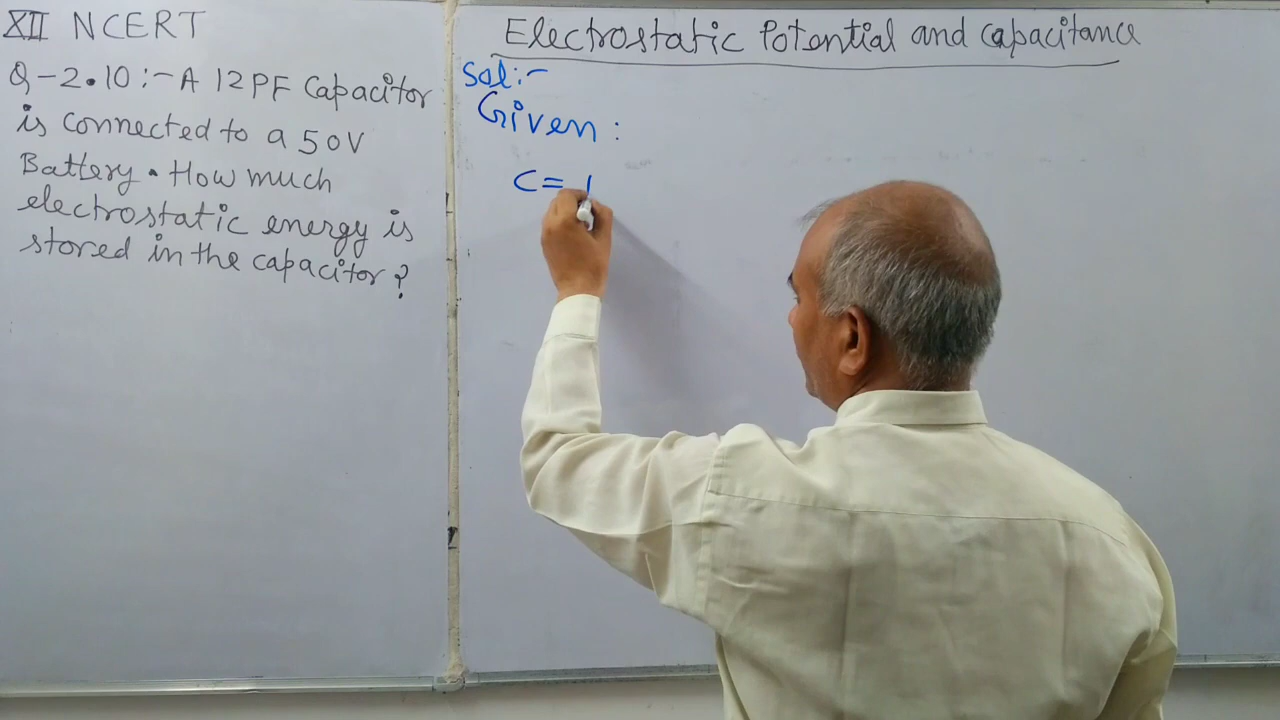 XII NCERT
Q-2.10:- A 12PF Capacitor
is connected to a 50V
Battery. How much
electrostatic energy is
stored in the capacitor?
Electrostatic Potential and Capacitance
Sol:-
Given:
C= 1